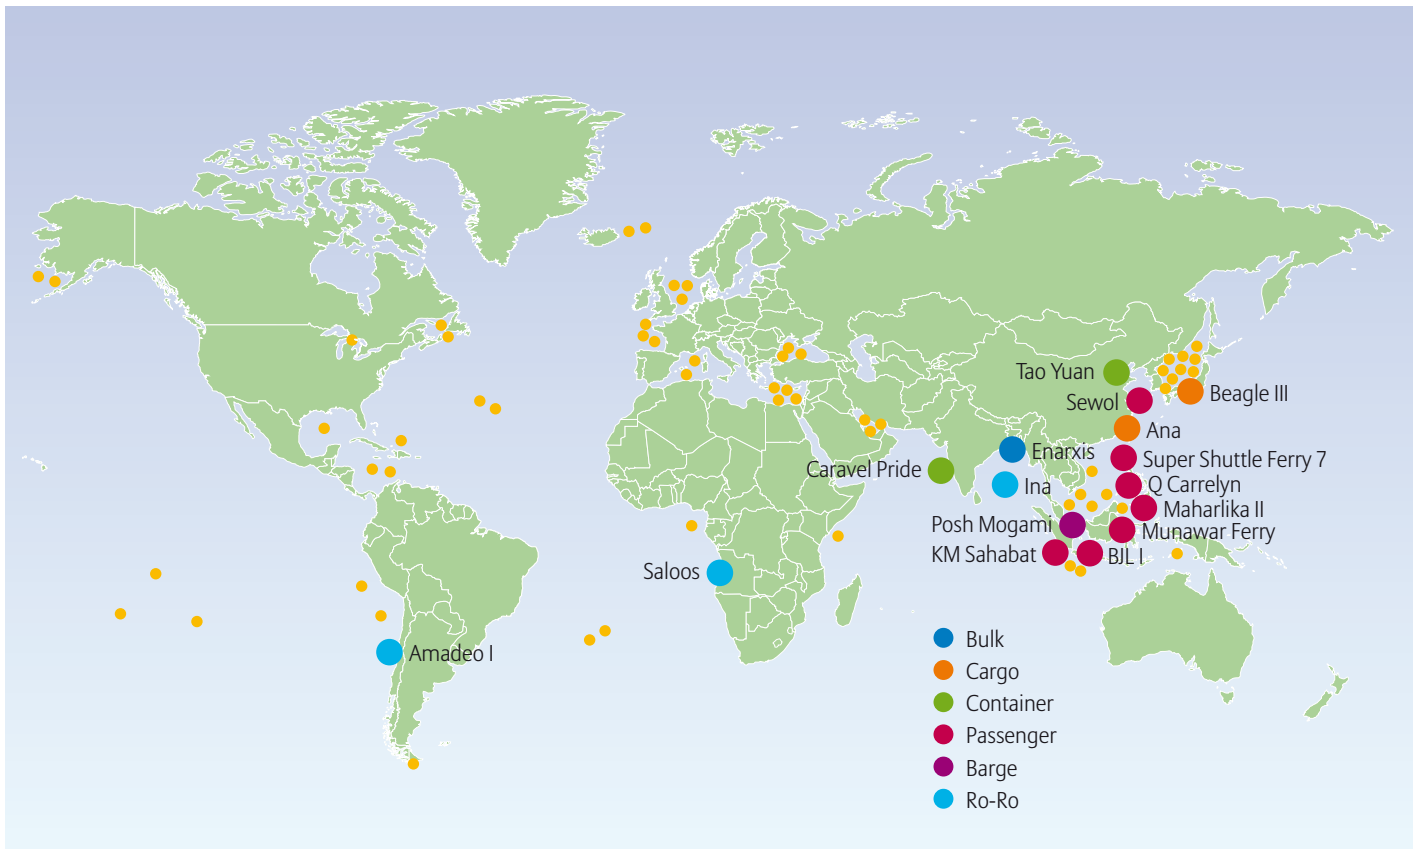 Tao Yuan
Beagle III
Sewol
Ana
Enarxis
Super Shuttle Ferry 7
Caravel Pride
Ina
Q Carrelyn
Maharlika II
Posh Mogami
Munawar Ferry
KM Sahabat
BJL I
Saloos
Amadeo I
Bulk
Cargo
Container
Passenger
Barge
Ro-Ro